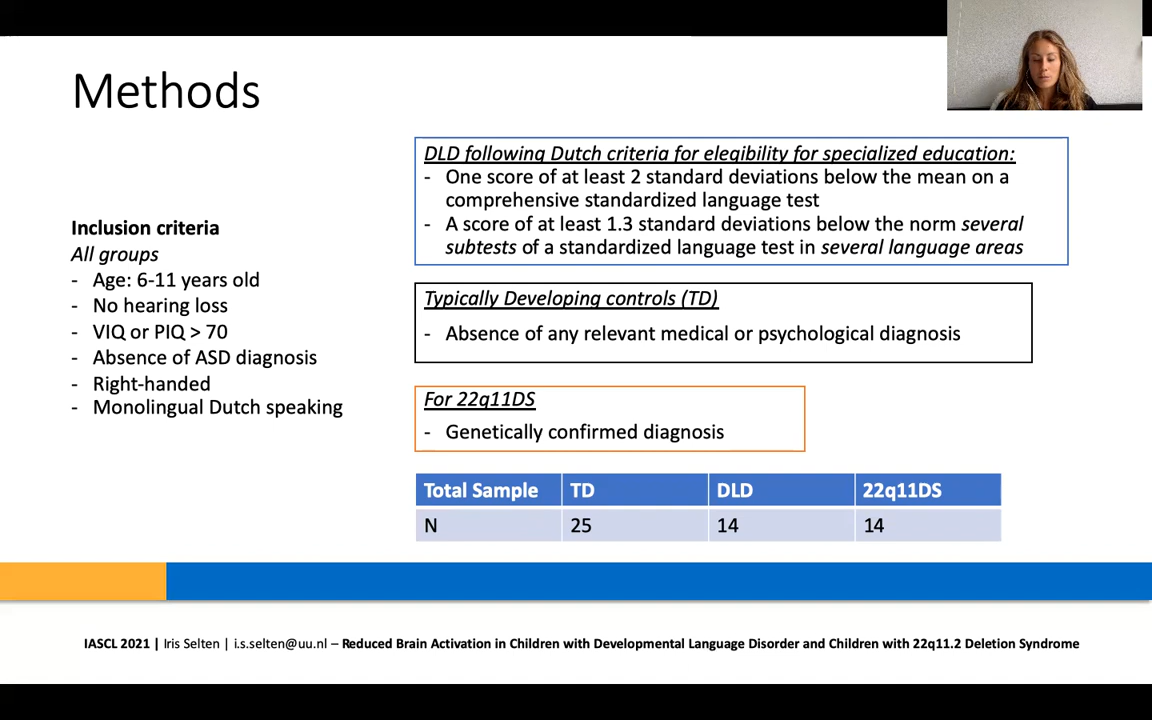 Methods
Inclusion criteria
All groups
- Age: 6-11 years old
- No hearing loss
- VIQ or PIQ > 70
- Absence of ASD diagnosis
- Right-handed
- Monolingual Dutch speaking
DLD following Dutch criteria for elegibility for specialized education:
- One score of at least 2 standard deviations below the mean on a
comprehensive standardized language test
- A score of at least 1.3 standard deviations below the norm several
subtests of a standardized language test in several language areas
Typically Developing controls (TD)
- Absence of any relevant medical or psychological diagnosis
For 22q11DS
- Genetically confirmed diagnosis
Total Sample TD DLD 22q11DS
N 25 14 14
IASCL 2021 | Iris Selten | i.s.selten@uu.nl – Reduced Brain Activation in Children with Developmental Language Disorder and Children with 22q11.2 Deletion Syndrome